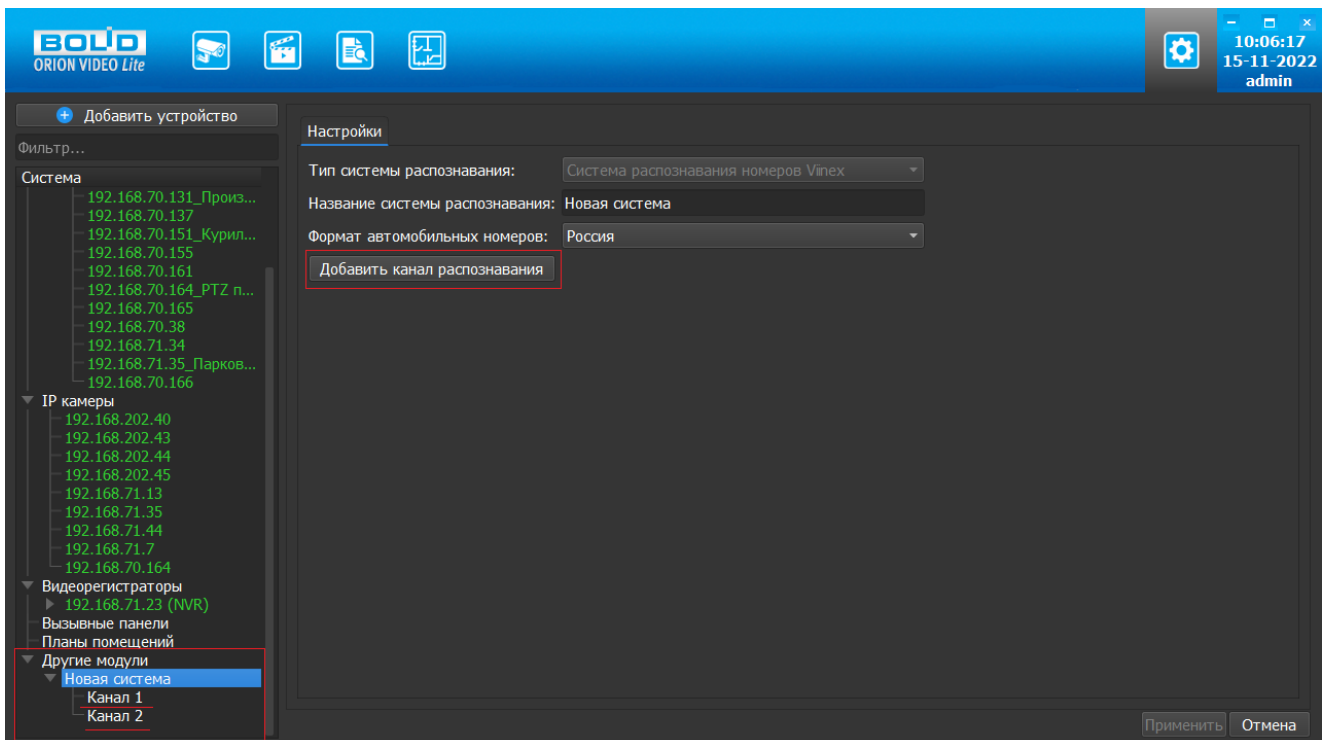 BOLID
ORION VIDEO Lite
10:06:17
15-11-2022
admin
Добавить устройство
Фильтр...
Система
192.168.70.131_Произ...
192.168.70.137
192.168.70.151_Курил...
192.168.70.155
192.168.70.161
192.168.70.164_PTZ п...
192.168.70.165
192.168.70.38
192.168.71.34
192.168.71.35_Парков...
192.168.70.166
IP камеры
192.168.202.40
192.168.202.43
192.168.202.44
192.168.202.45
192.168.71.13
192.168.71.35
192.168.71.44
192.168.71.7
192.168.70.164
Видеорегистраторы
192.168.71.23 (NVR)
Вызывные панели
Планы помещений
Другие модули
Новая система
Канал 1
Канал 2
Настройки
Тип системы распознавания: Система распознавания номеров Viinex
Название системы распознавания: Новая система
Формат автомобильных номеров: Россия
Добавить канал распознавания
Применить Отмена